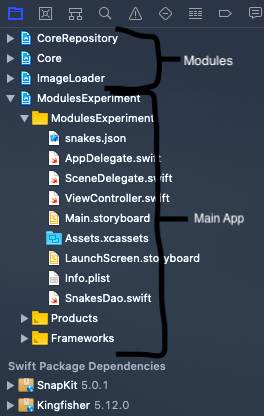 CoreRepository
Core
ImageLoader
Modules
ModulesExperiment
ModulesExperiment
snakes.json
AppDelegate.swift
SceneDelegate.swift
ViewController.swift
Main.storyboard
Main App
Assets.xcassets
LaunchScreen.storyboard
Info.plist
SnakesDao.swift
Products
Frameworks
Swift Package Dependencies
SnapKit 5.0.1
Kingfisher 5.12.0